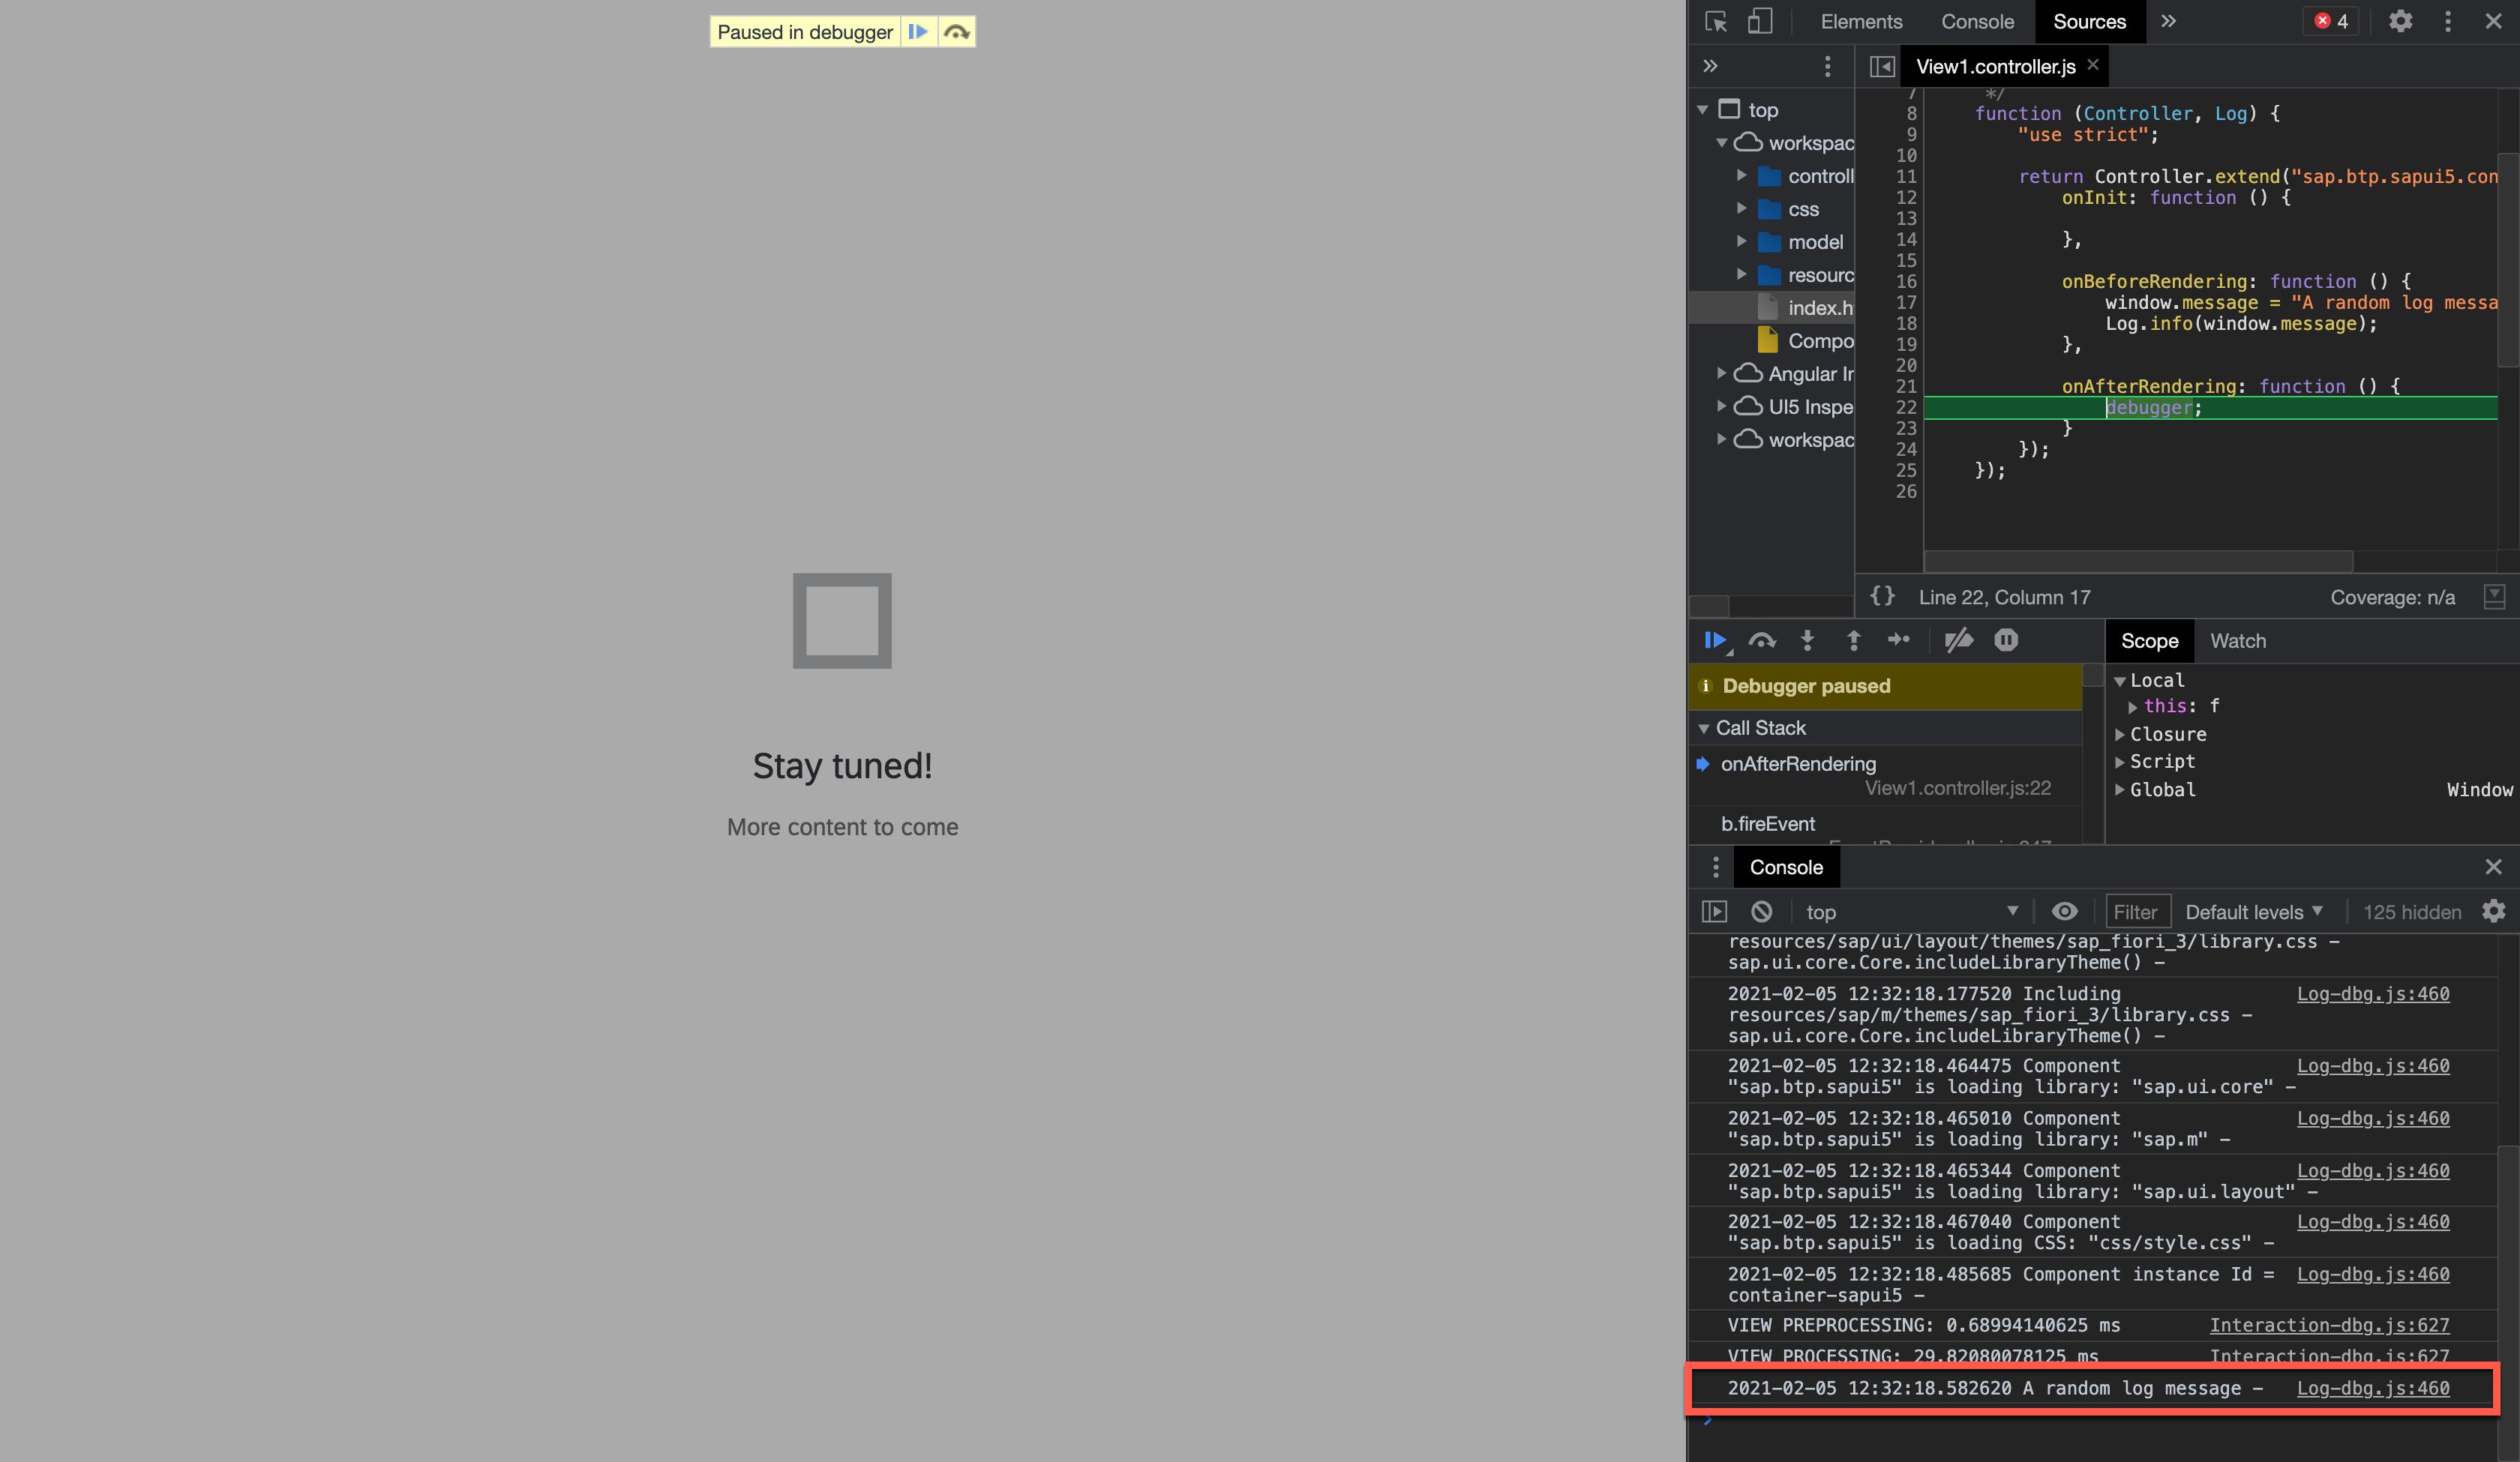 Paused in debugger
Stay tuned!
More content to come
Elements
Console
Sources
4
View1.controller.js
top
workspac
controll
css
model
resourc
index.h
Compo
Angular Ir
UI5 Inspe
workspac
7 */
8 function (Controller, Log) {
9 "use strict";
10
11 return Controller.extend("sap.btp.sapui5.con
12 onInit: function () {
13
14 },
15
16 onBeforeRendering: function () {
17 window.message = "A random log messa
18 Log.info(window.message);
19 },
20
21 onAfterRendering: function () {
22 debugger;
23 }
24 });
25 });
26
{} Line 22, Column 17
Coverage: n/a
Debugger paused
Call Stack
onAfterRendering
View1.controller.js:22
b.fireEvent
Scope
Watch
Local
this: f
Closure
Script
Global
Window
Console
top
Filter
Default levels
125 hidden
resources/sap/ui/layout/themes/sap_fiori_3/library.css –
sap.ui.core.Core.includeLibraryTheme() –
2021-02-05 12:32:18.177520 Including Log-dbg.js:460
resources/sap/m/themes/sap_fiori_3/library.css –
sap.ui.core.Core.includeLibraryTheme() –
2021-02-05 12:32:18.464475 Component Log-dbg.js:460
"sap.btp.sapui5" is loading library: "sap.ui.core" –
2021-02-05 12:32:18.465010 Component Log-dbg.js:460
"sap.btp.sapui5" is loading library: "sap.m" –
2021-02-05 12:32:18.465344 Component Log-dbg.js:460
"sap.btp.sapui5" is loading library: "sap.ui.layout" –
2021-02-05 12:32:18.467040 Component Log-dbg.js:460
"sap.btp.sapui5" is loading CSS: "css/style.css" –
2021-02-05 12:32:18.485685 Component instance Id = Log-dbg.js:460
container-sapui5 –
VIEW PREPROCESSING: 0.68994140625 ms Interaction-dbg.js:627
VIEW PROCESSING: 29.82080078125 ms Interaction-dbg.js:627
2021-02-05 12:32:18.582620 A random log message – Log-dbg.js:460